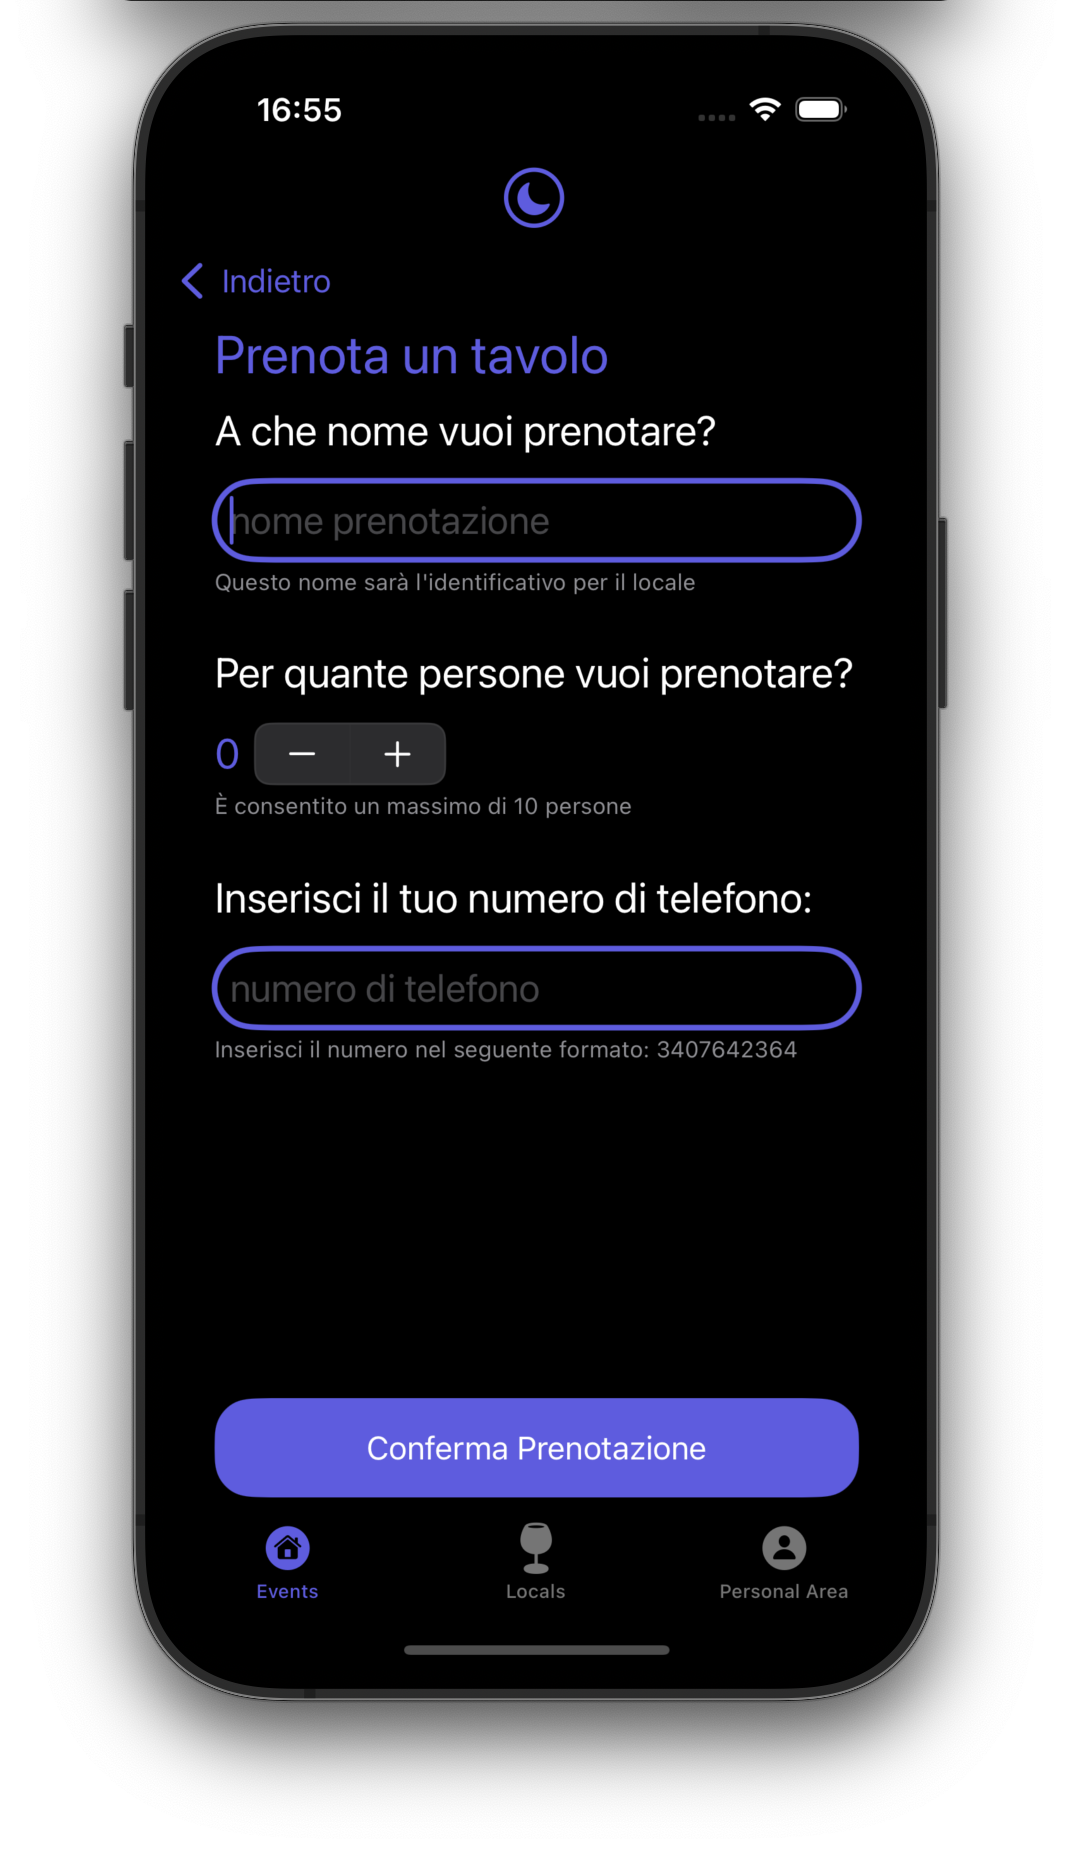 16:55
Indietro
Prenota un tavolo
A che nome vuoi prenotare?
nome prenotazione
Questo nome sarà l'identificativo per il locale
Per quante persone vuoi prenotare?
0 − +
È consentito un massimo di 10 persone
Inserisci il tuo numero di telefono:
numero di telefono
Inserisci il numero nel seguente formato: 3407642364
Conferma Prenotazione
Events Locals Personal Area